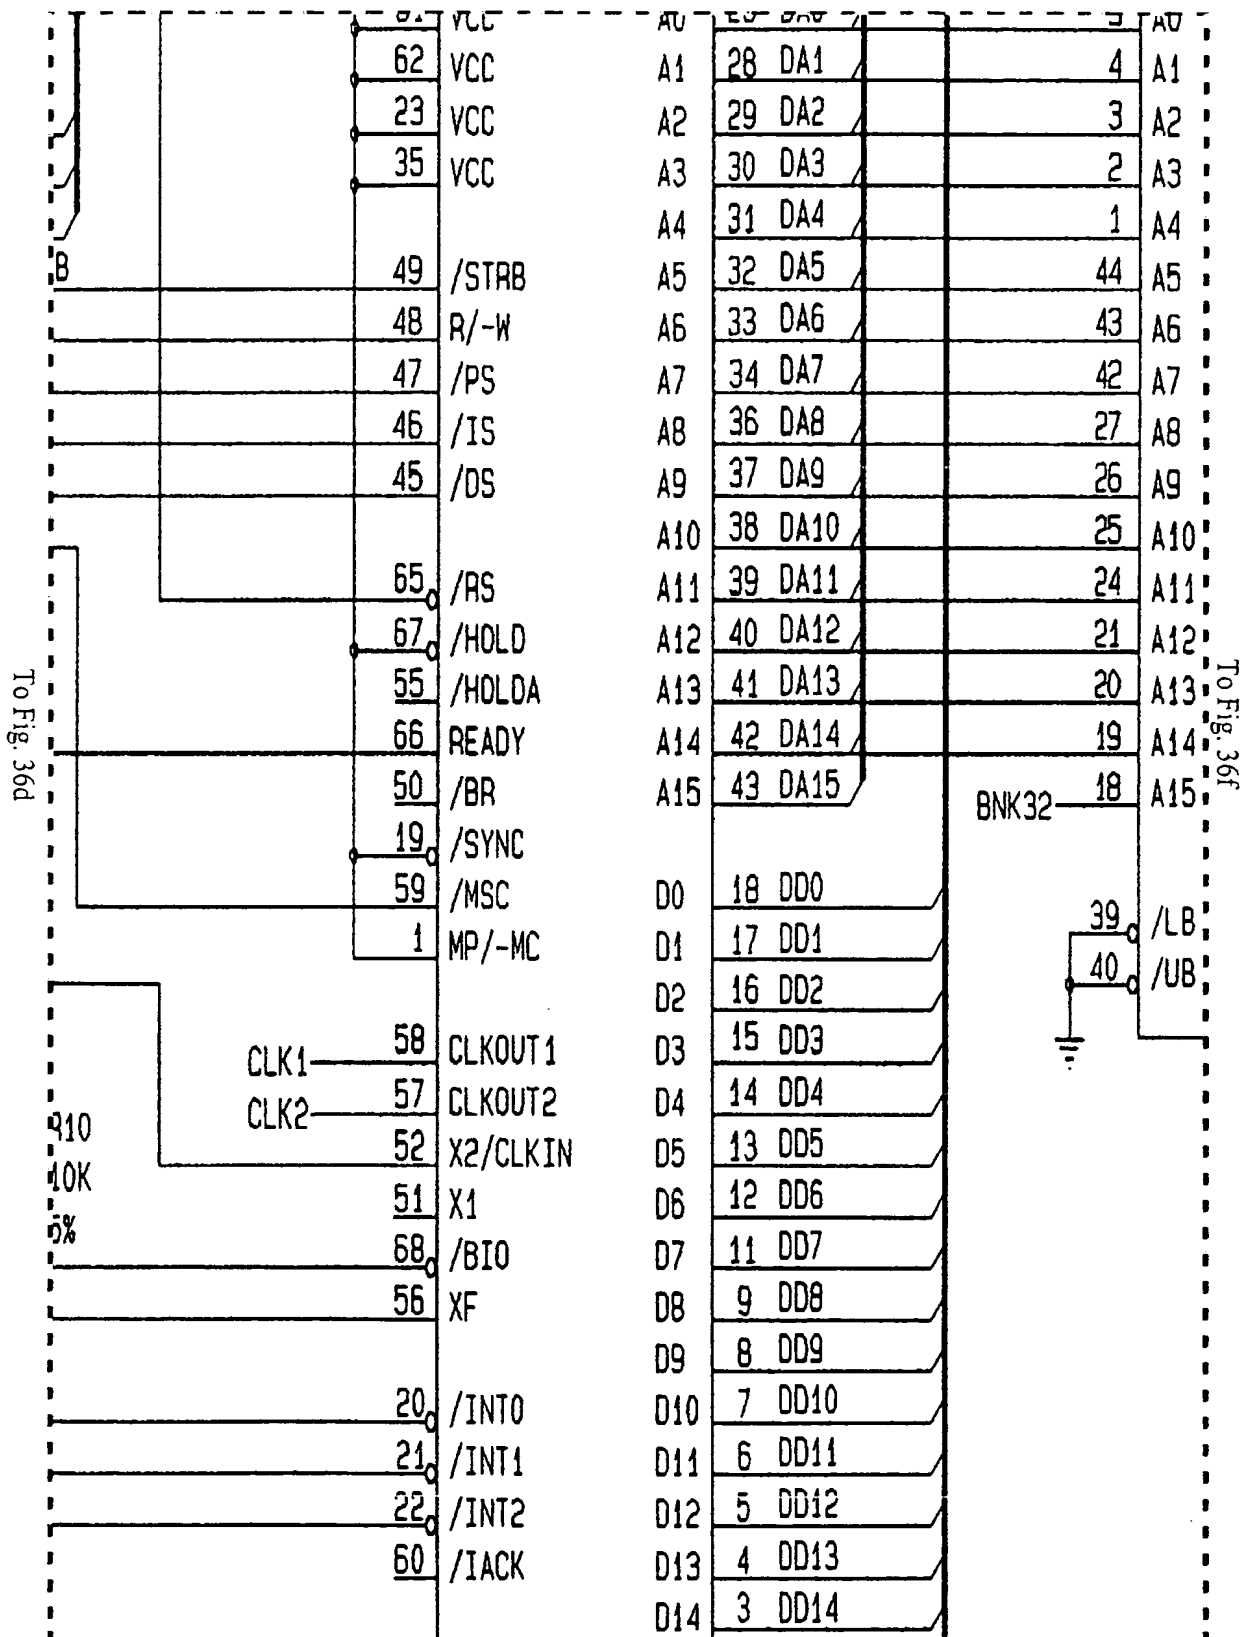 62 VCC A1 28 DA1 4 A1
23 VCC A2 29 DA2 3 A2
35 VCC A3 30 DA3 2 A3
A4 31 DA4 1 A4
B 49 /STRB A5 32 DA5 44 A5
48 R/-W A6 33 DA6 43 A6
47 /PS A7 34 DA7 42 A7
46 /IS A8 36 DA8 27 A8
45 /DS A9 37 DA9 26 A9
A10 38 DA10 25 A10
65 /RS A11 39 DA11 24 A11
67 /HOLD A12 40 DA12 21 A12
55 /HOLDA A13 41 DA13 20 A13
66 READY A14 42 DA14 19 A14
50 /BR A15 43 DA15 BNK32 18 A15
19 /SYNC
59 /MSC D0 18 DD0 39 /LB
1 MP/-MC D1 17 DD1 40 /UB
D2 16 DD2
CLK1 58 CLKOUT1 D3 15 DD3
CLK2 57 CLKOUT2 D4 14 DD4
R10
52 X2/CLKIN D5 13 DD5
10K
51 X1 D6 12 DD6
5%
68 /BIO D7 11 DD7
56 XF D8 9 DD8
D9 8 DD9
20 /INT0 D10 7 DD10
21 /INT1 D11 6 DD11
22 /INT2 D12 5 DD12
60 /IACK D13 4 DD13
D14 3 DD14
To Fig. 36d
To Fig. 36f